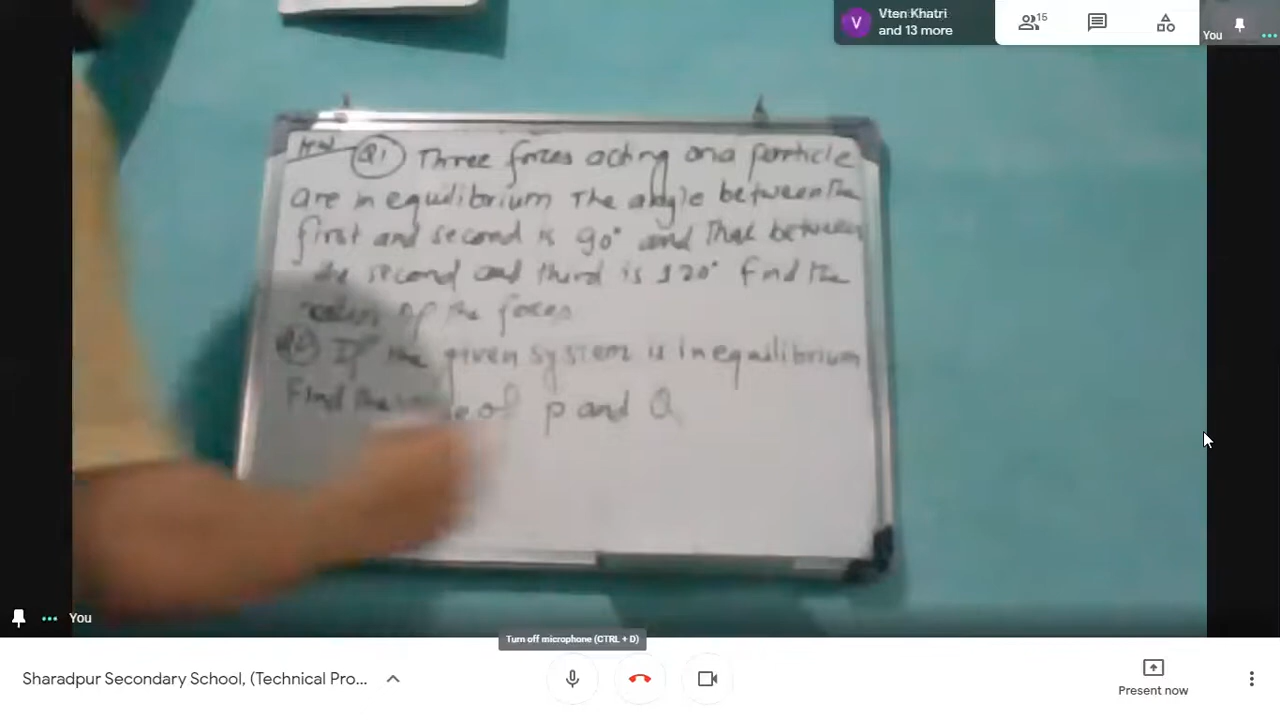 Vten Khatri
and 13 more
15
V
You
HW Q1 Three forces acting on a particle
are in equilibrium The angle between the
first and second is 90° and that between
the second and third is 120° find the
of the forces
Q2 If the given system is in equilibrium
Find the of p and Q
You
Turn off microphone (CTRL + D)
Sharadpur Secondary School, (Technical Pro...
Present now